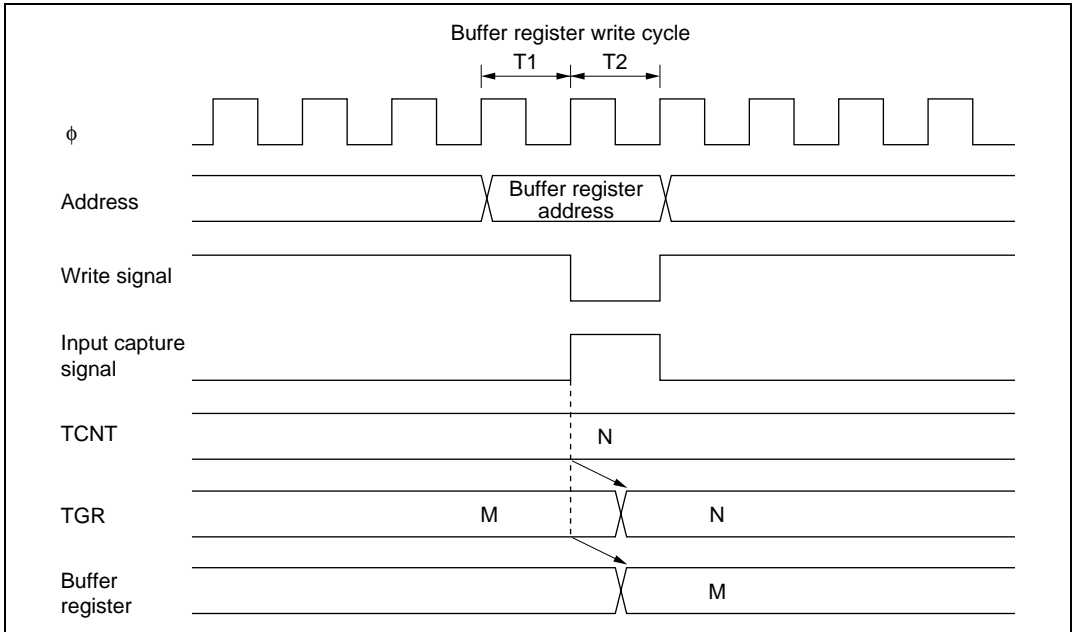 Buffer register write cycle
T1 T2
ϕ
Address
Buffer register
address
Write signal
Input capture
signal
TCNT
N
TGR
M
N
Buffer
register
M